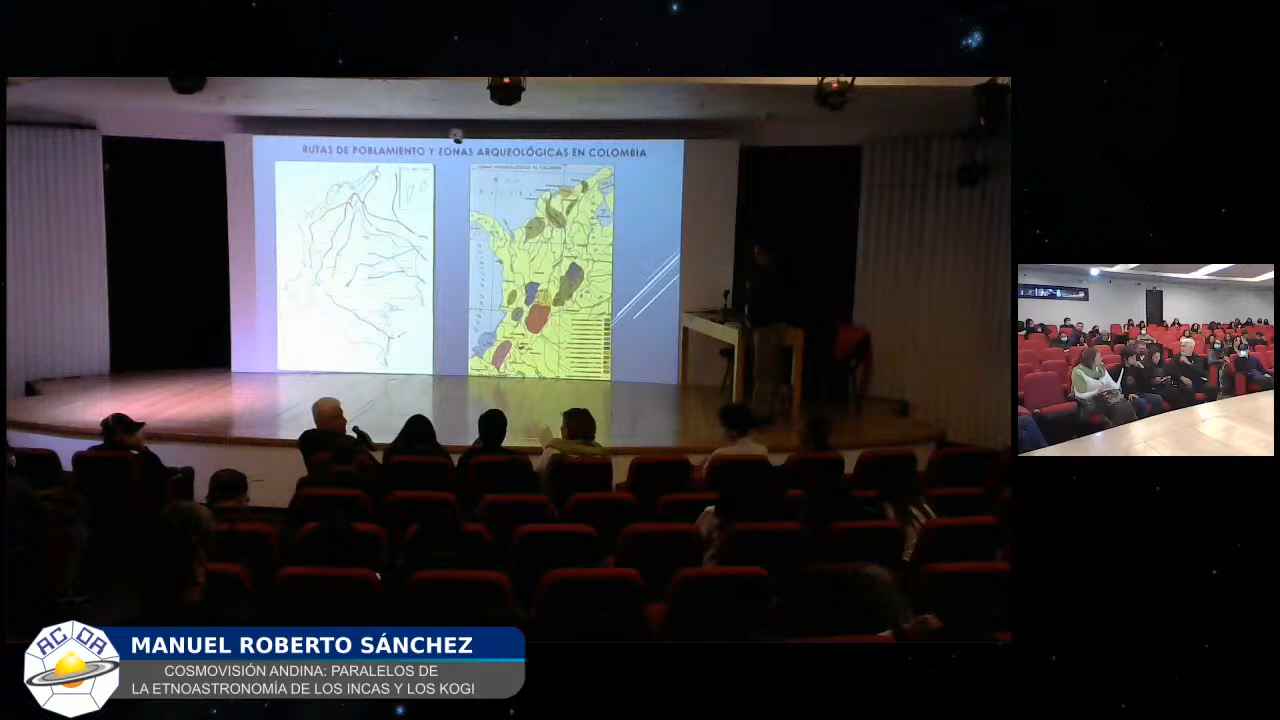 RUTAS DE POBLAMIENTO Y ZONAS ARQUEOLÓGICAS EN COLOMBIA
ACDA
MANUEL ROBERTO SÁNCHEZ
COSMOVISIÓN ANDINA: PARALELOS DE
LA ETNOASTRONOMÍA DE LOS INCAS Y LOS KOGI